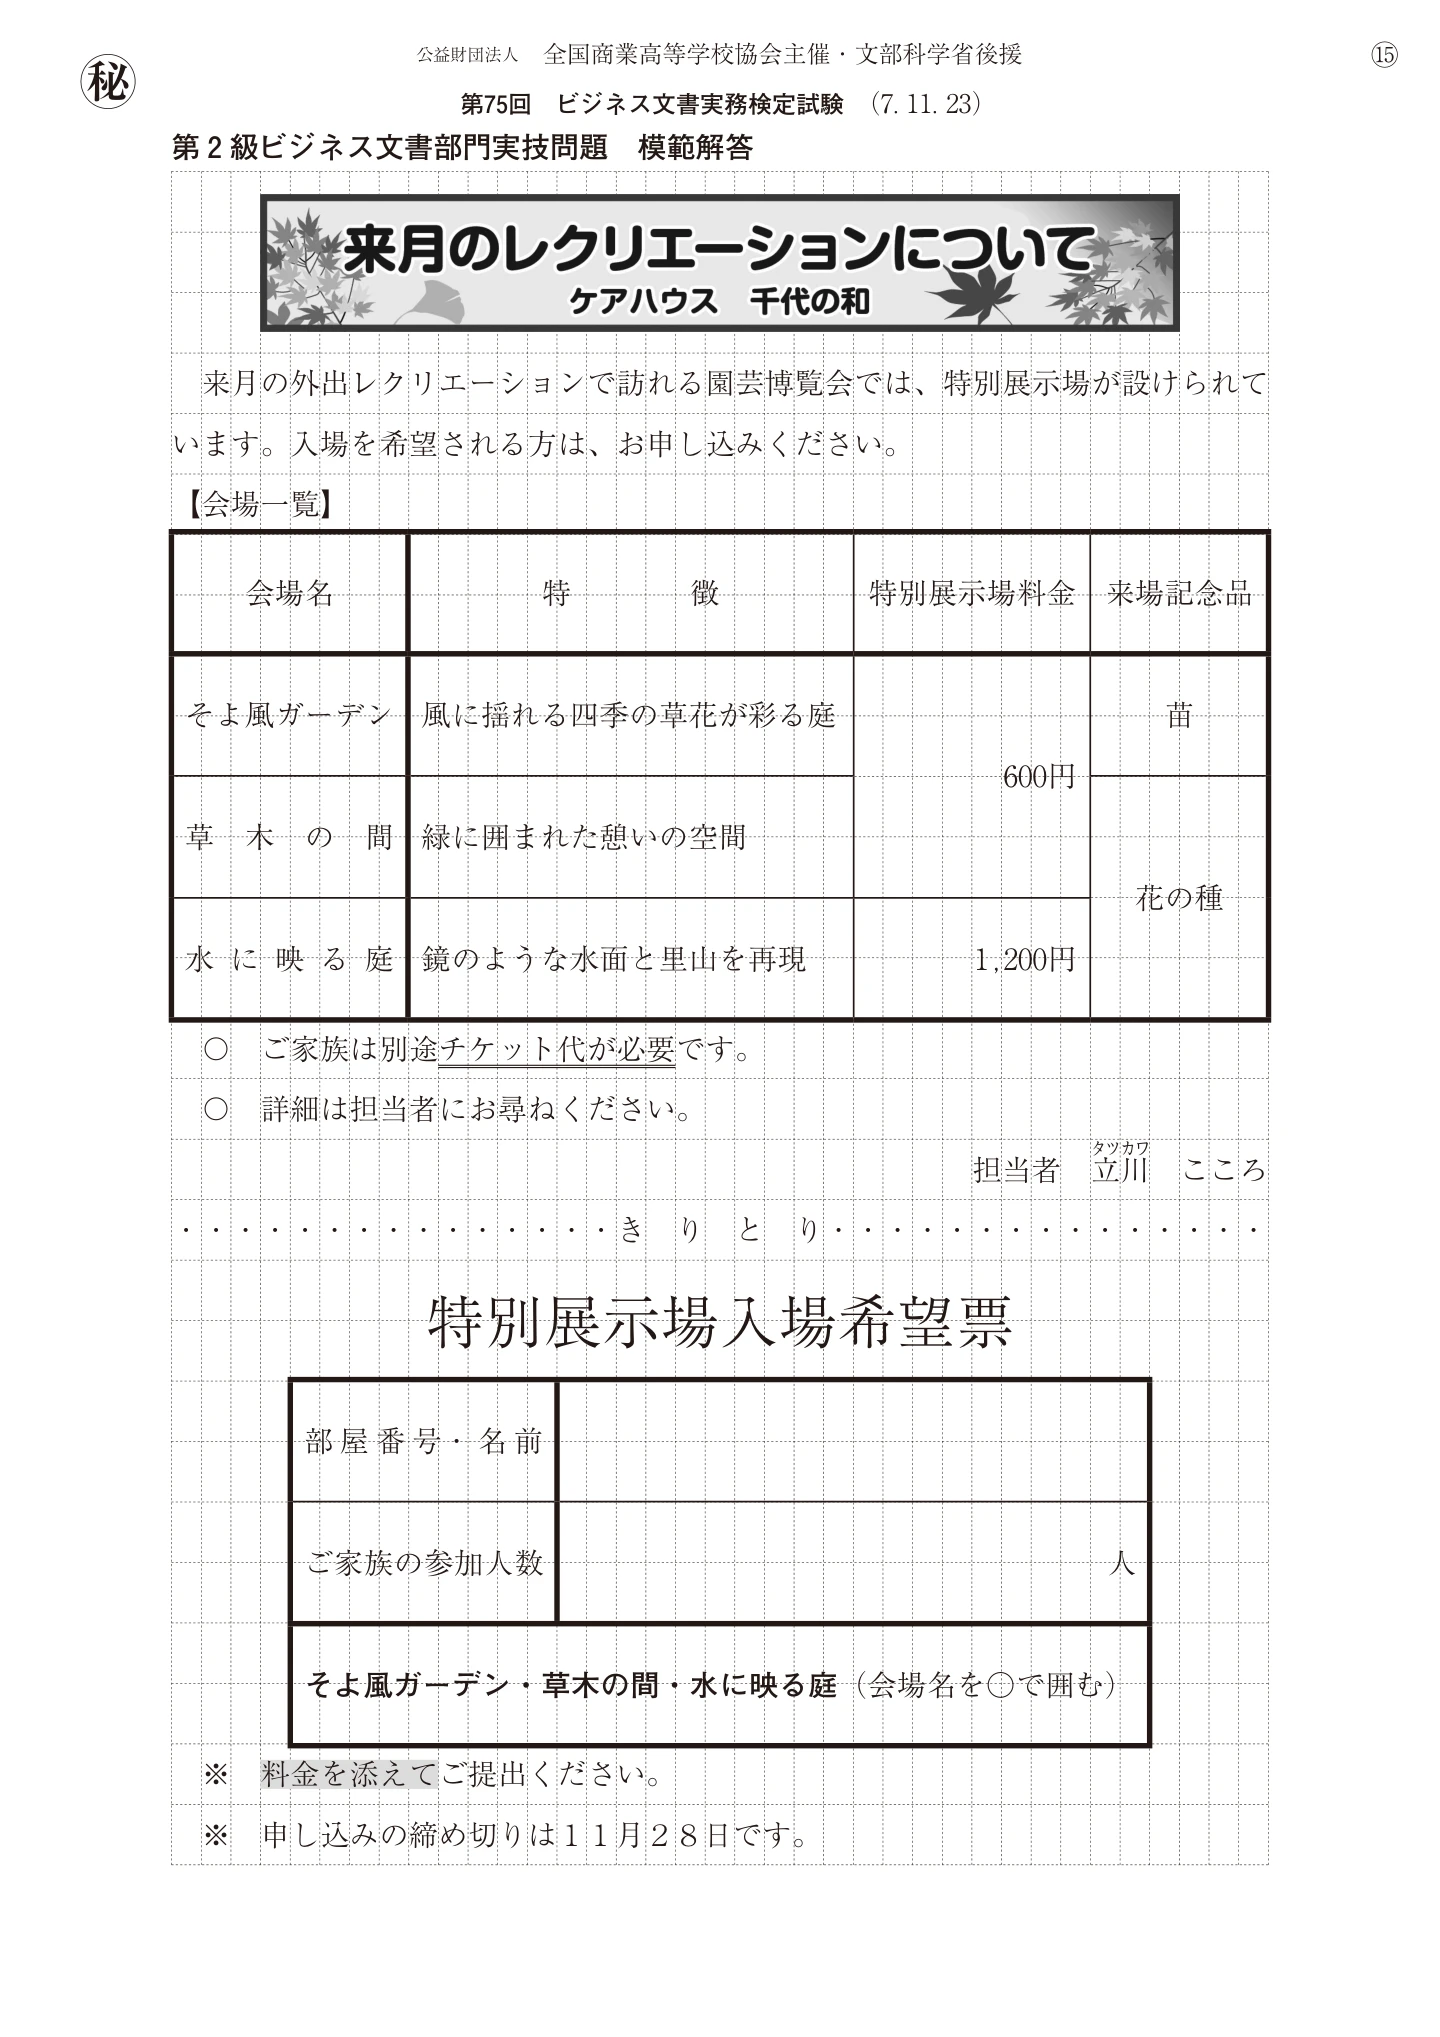 ㊙
公益財団法人　全国商業高等学校協会主催・文部科学省後援
⑮
第75回　ビジネス文書実務検定試験　（7. 11. 23）
第２級ビジネス文書部門実技問題　模範解答
来月のレクリエーションについて
ケアハウス　千代の和
　来月の外出レクリエーションで訪れる園芸博覧会では、特別展示場が設けられて
います。入場を希望される方は、お申し込みください。
【会場一覧】
会場名　特　　　　徴　特別展示場料金　来場記念品
そよ風ガーデン　風に揺れる四季の草花が彩る庭　苗
600円
草　木　の　間　緑に囲まれた憩いの空間
花の種
水 に 映 る 庭　鏡のような水面と里山を再現　1,200円
○　ご家族は別途チケット代が必要です。
○　詳細は担当者にお尋ねください。
タツカワ
担当者　立川　こころ
・・・・・・・・・・・・・・・き　り　と　り・・・・・・・・・・・・・・・
特別展示場入場希望票
部屋番号・名前
ご家族の参加人数　人
そよ風ガーデン・草木の間・水に映る庭（会場名を○で囲む）
※　料金を添えてご提出ください。
※　申し込みの締め切りは１１月２８日です。